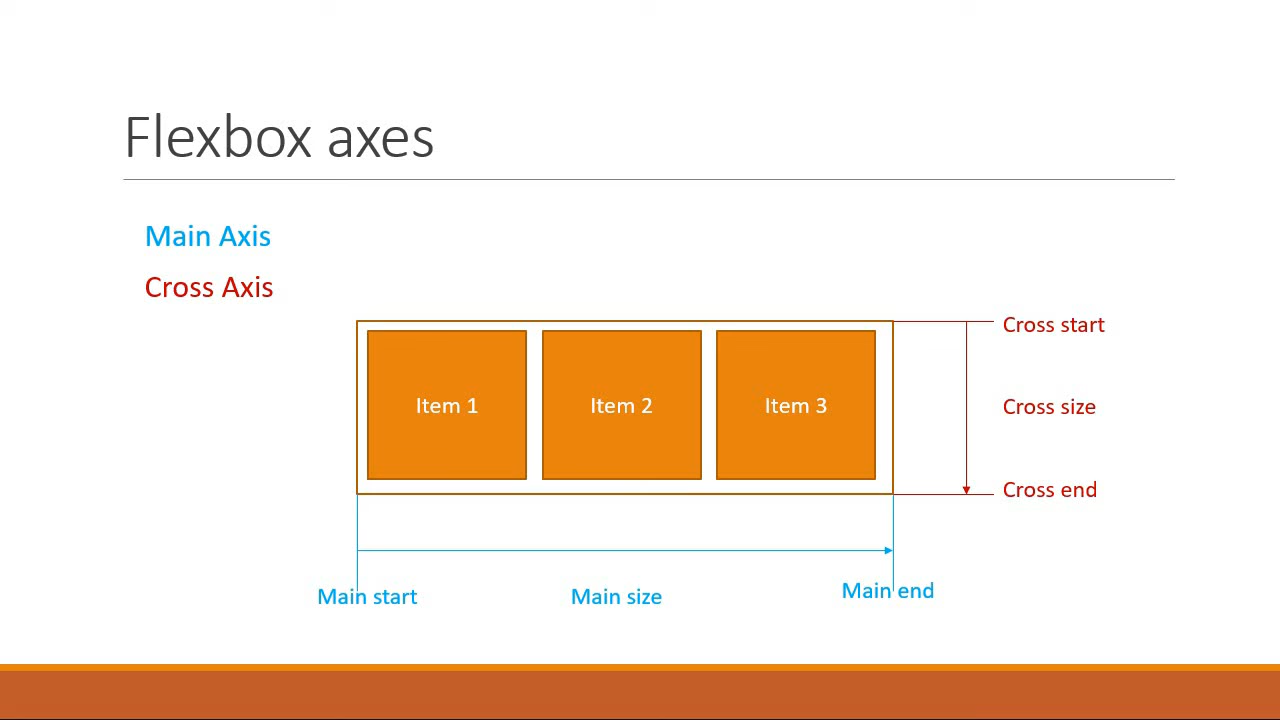 Flexbox axes
Main Axis
Cross Axis
Cross start
Item 1
Item 2
Item 3
Cross size
Cross end
Main start
Main size
Main end